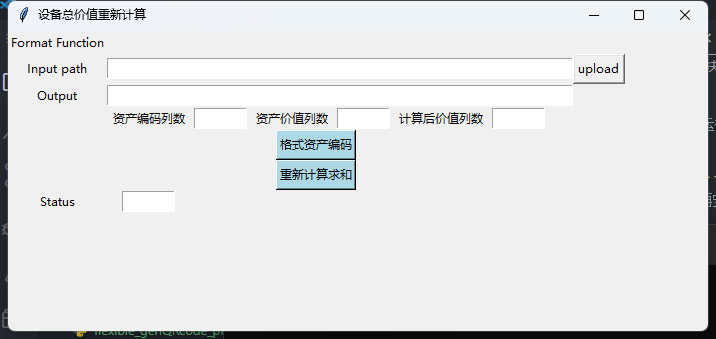 设备总价值重新计算
Format Function
Input path upload
Output
资产编码列数 资产价值列数 计算后价值列数
格式资产编码
重新计算求和
Status